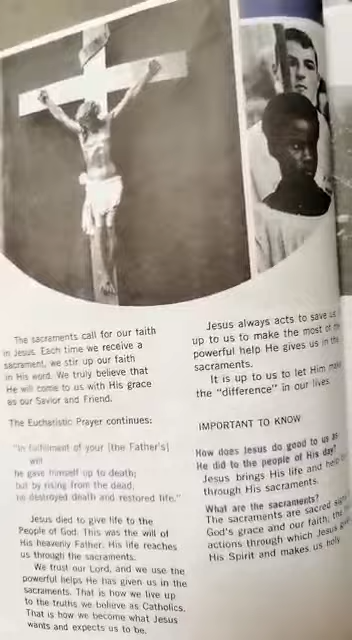 The sacraments call for our faith
in Jesus. Each time we receive a
sacrament, we stir up our faith
in His word. We truly believe that
He will come to us with His grace
as our Savior and Friend.
The Eucharistic Prayer continues:
"In fulfillment of your [the Father's]
will
he gave himself up to death;
but by rising from the dead,
he destroyed death and restored life."
Jesus died to give life to the
People of God. This was the will of
His heavenly Father. His life reaches
us through the sacraments.
We trust our Lord, and we use the
powerful helps He has given us in the
sacraments. That is how we live up
to the truths we believe as Catholics.
That is how we become what Jesus
wants and expects us to be.
Jesus always acts to save us
up to us to make the most of
powerful help He gives us in the
sacraments.
It is up to us to let Him
the "difference" in our lives
IMPORTANT TO KNOW
How does Jesus do good to us as
He did to the people of His day?
Jesus brings His life and help
through His sacraments.
What are the sacraments?
The sacraments are sacred
God's grace and our faith, the
actions through which Jesus
His Spirit and makes us holy